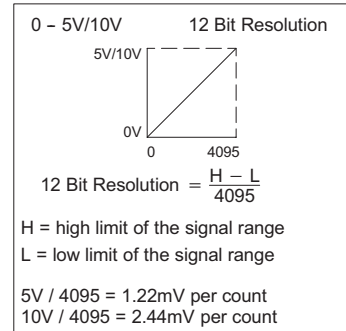 0 – 5V/10V 12 Bit Resolution
5V/10V
0V
0 4095
12 Bit Resolution = H – L
4095
H = high limit of the signal range
L = low limit of the signal range
5V / 4095 = 1.22mV per count
10V / 4095 = 2.44mV per count